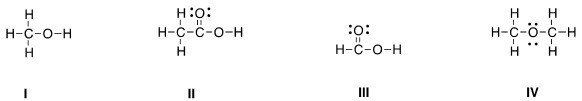 H H :O: :O: H H
H–C–O–H H–C–C–O–H H–C–O–H H–C–O–C–H
H H H H
I II III IV